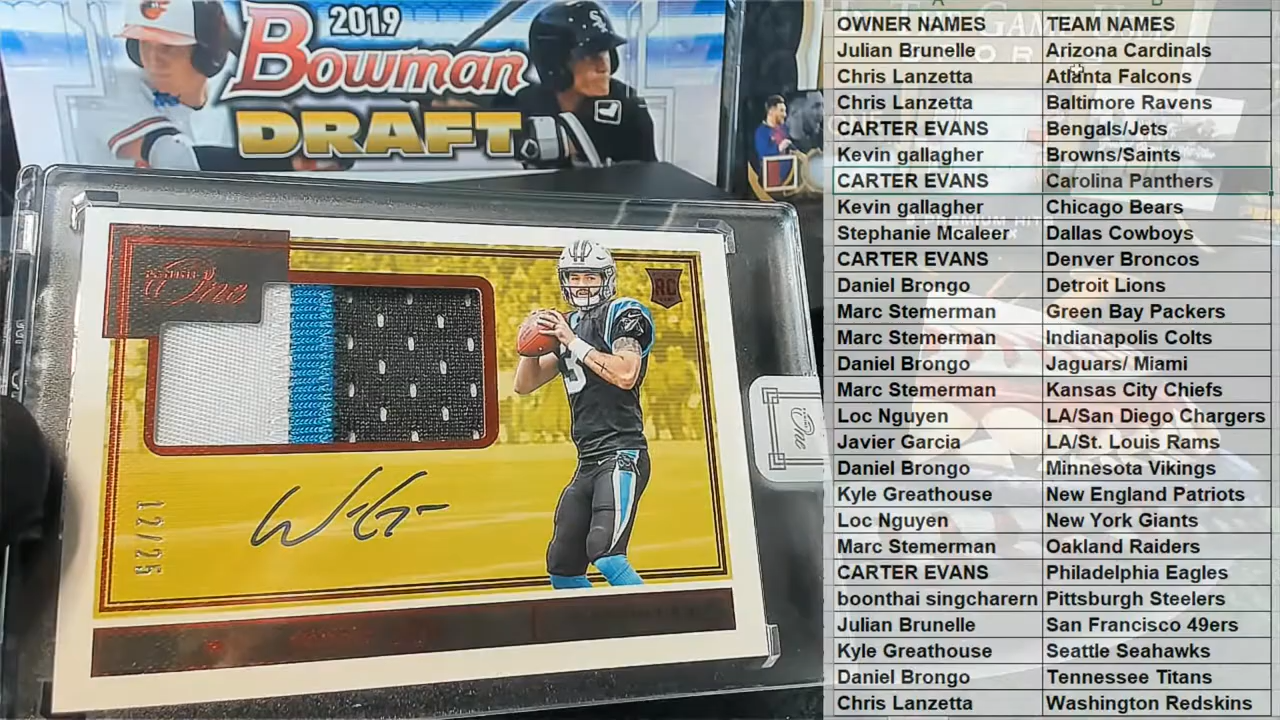 2019
Bowman
DRAFT
PANINI
One
RC
12/25
One
OWNER NAMES TEAM NAMES
Julian Brunelle Arizona Cardinals
Chris Lanzetta Atlanta Falcons
Chris Lanzetta Baltimore Ravens
CARTER EVANS Bengals/Jets
Kevin gallagher Browns/Saints
CARTER EVANS Carolina Panthers
Kevin gallagher Chicago Bears
Stephanie Mcaleer Dallas Cowboys
CARTER EVANS Denver Broncos
Daniel Brongo Detroit Lions
Marc Stemerman Green Bay Packers
Marc Stemerman Indianapolis Colts
Daniel Brongo Jaguars/ Miami
Marc Stemerman Kansas City Chiefs
Loc Nguyen LA/San Diego Chargers
Javier Garcia LA/St. Louis Rams
Daniel Brongo Minnesota Vikings
Kyle Greathouse New England Patriots
Loc Nguyen New York Giants
Marc Stemerman Oakland Raiders
CARTER EVANS Philadelphia Eagles
boonthai singcharern Pittsburgh Steelers
Julian Brunelle San Francisco 49ers
Kyle Greathouse Seattle Seahawks
Daniel Brongo Tennessee Titans
Chris Lanzetta Washington Redskins